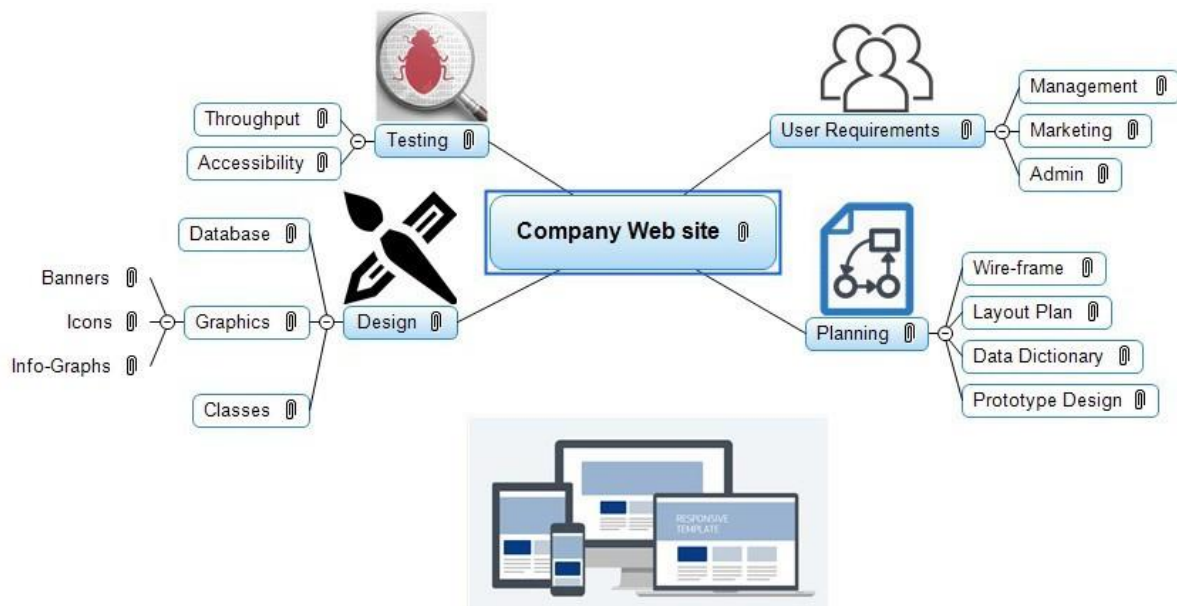 Throughput
Testing
Accessibility
User Requirements
Management
Marketing
Admin
Company Web site
Database
Banners
Icons
Graphics
Design
Info-Graphs
Classes
Planning
Wire-frame
Layout Plan
Data Dictionary
Prototype Design
RESPONSIVE
TEMPLATE